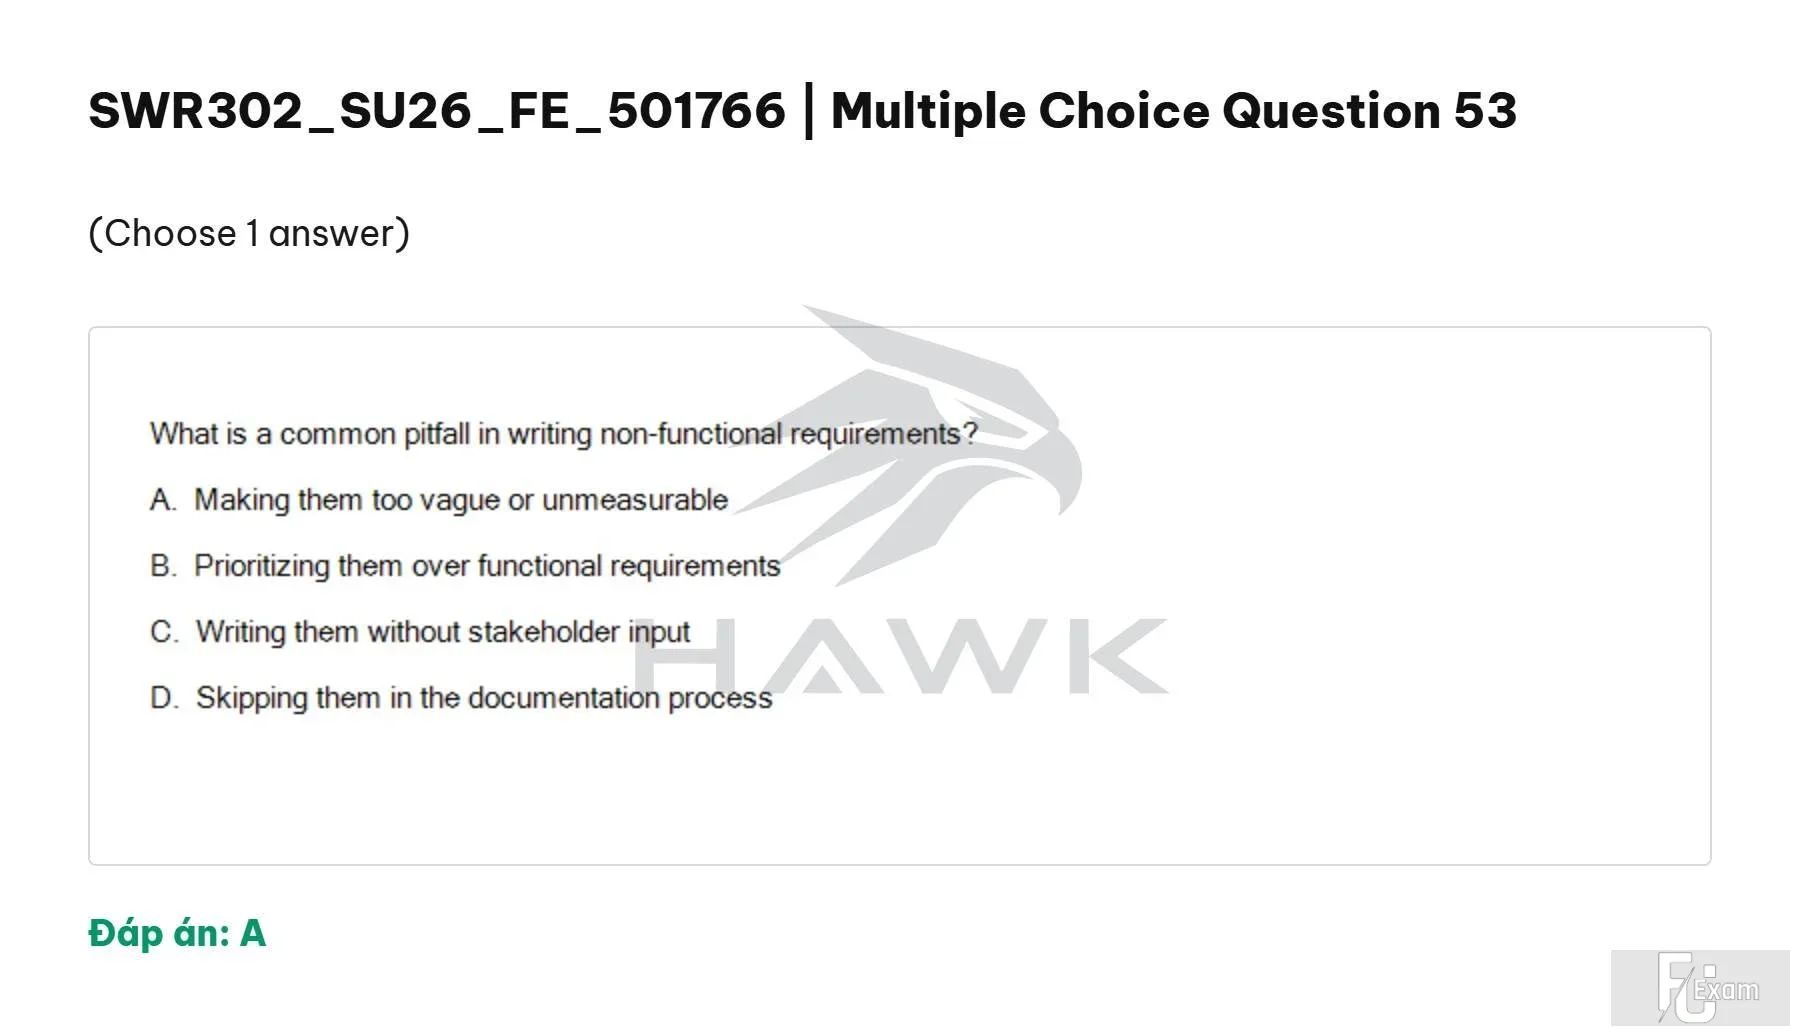 SWR302_SU26_FE_501766 | Multiple Choice Question 53
(Choose 1 answer)
What is a common pitfall in writing non-functional requirements?
A. Making them too vague or unmeasurable
B. Prioritizing them over functional requirements
C. Writing them without stakeholder input
D. Skipping them in the documentation process
HAWK
Đáp án: A
FU Exam